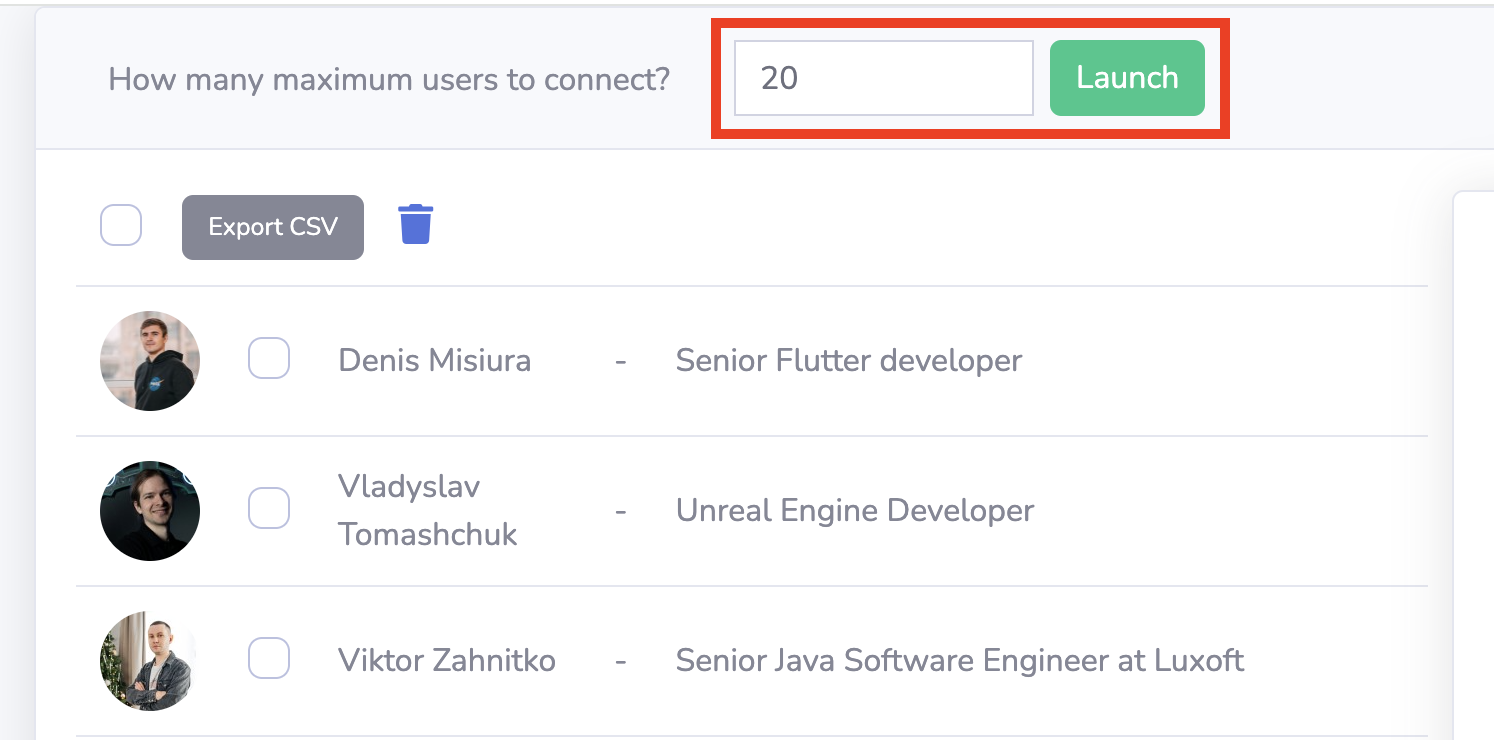 How many maximum users to connect? 20 Launch
Export CSV
Denis Misiura - Senior Flutter developer
Vladyslav
Tomashchuk - Unreal Engine Developer
Viktor Zahnitko - Senior Java Software Engineer at Luxoft